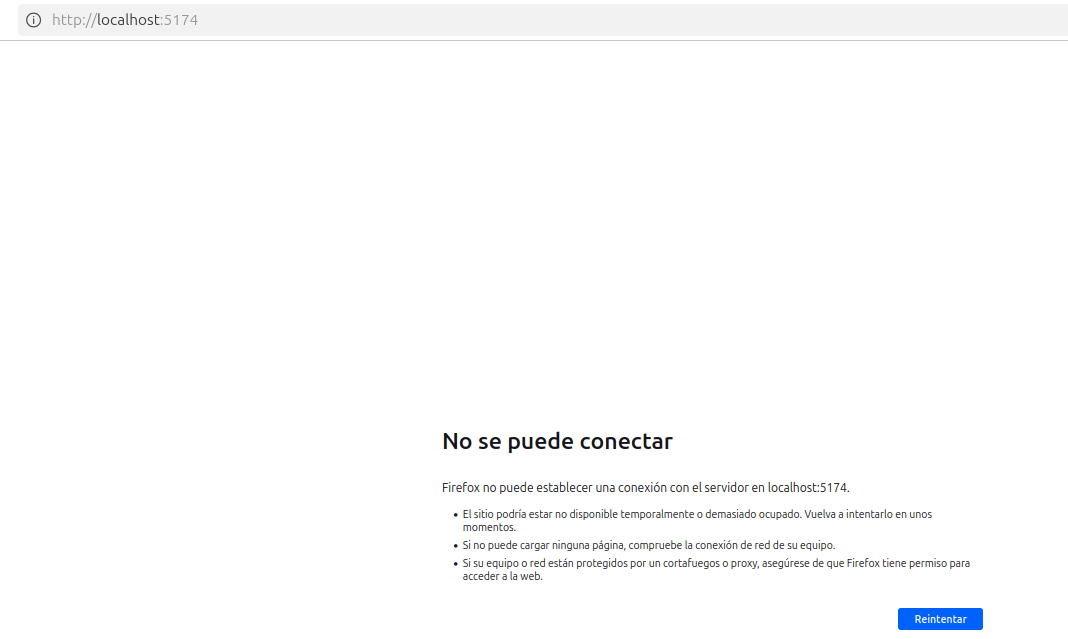 http://localhost:5174
No se puede conectar
Firefox no puede establecer una conexión con el servidor en localhost:5174.
• El sitio podría estar no disponible temporalmente o demasiado ocupado. Vuelva a intentarlo en unos
momentos.
• Si no puede cargar ninguna página, compruebe la conexión de red de su equipo.
• Si su equipo o red están protegidos por un cortafuegos o proxy, asegúrese de que Firefox tiene permiso para
acceder a la web.
Reintentar